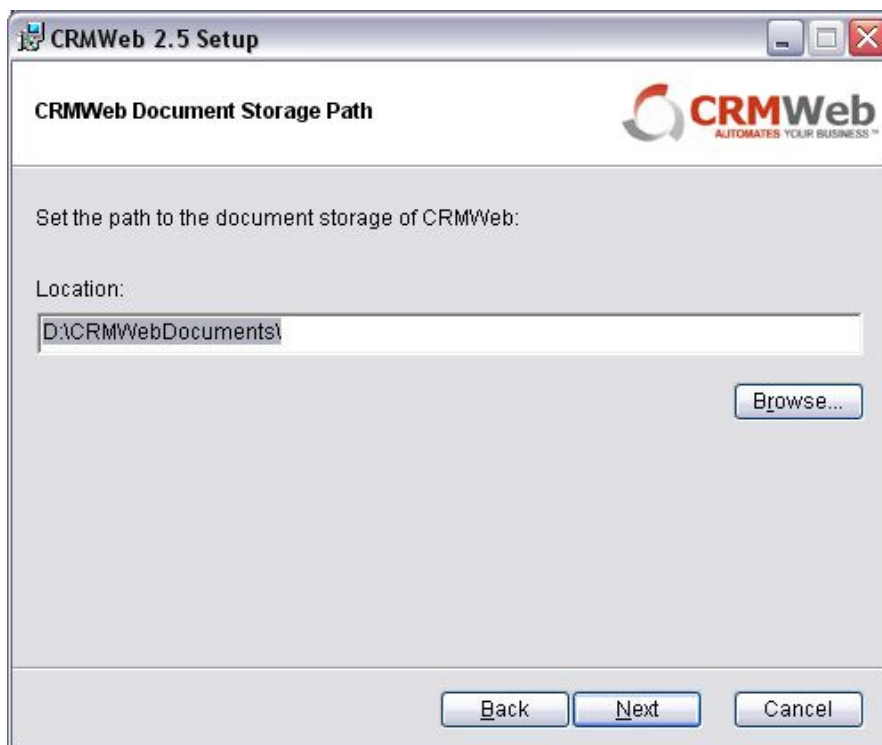 CRMWeb 2.5 Setup
CRMWeb Document Storage Path
CRMWeb
AUTOMATES YOUR BUSINESS™
Set the path to the document storage of CRMWeb:
Location:
D:\CRMWebDocuments\
Browse...
Back Next Cancel